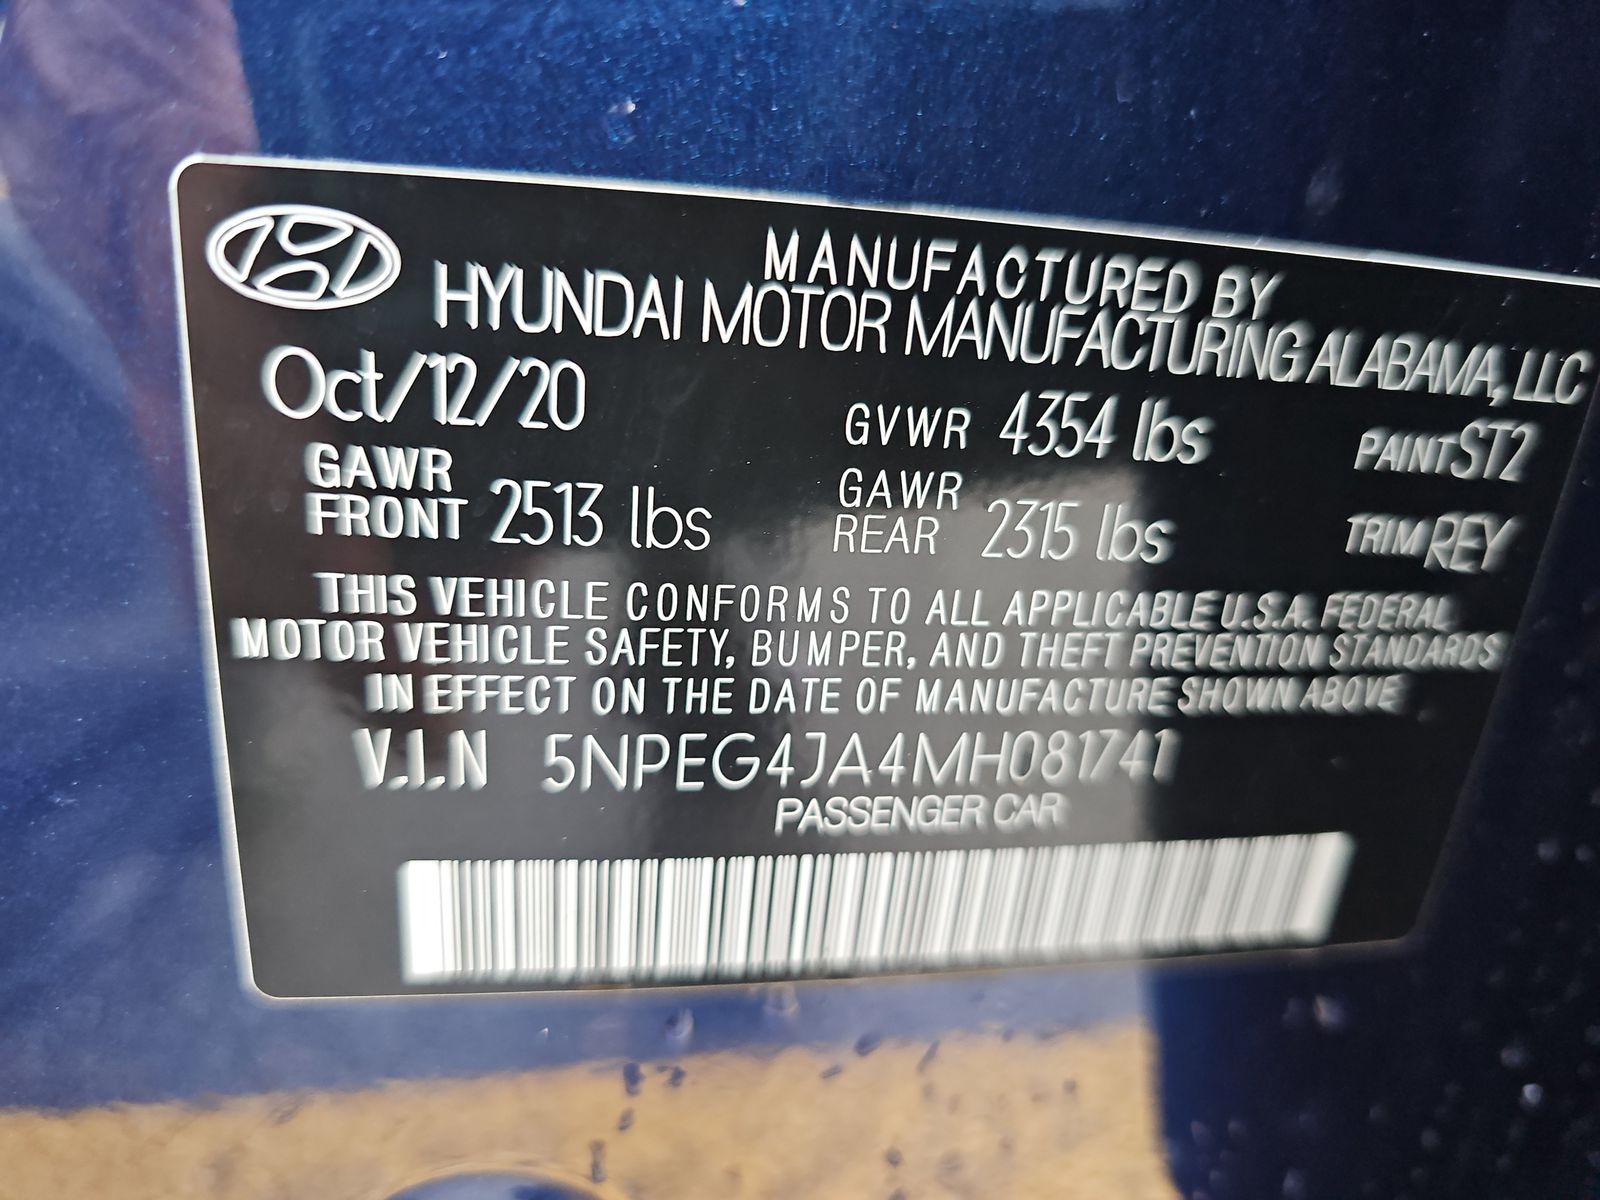 MANUFACTURED BY
HYUNDAI MOTOR MANUFACTURING ALABAMA, LLC
Oct/12/20 GVWR 4354 lbs PAINT ST2
GAWR FRONT 2513 lbs GAWR REAR 2315 lbs TRIM REY
THIS VEHICLE CONFORMS TO ALL APPLICABLE U.S.A. FEDERAL
MOTOR VEHICLE SAFETY, BUMPER, AND THEFT PREVENTION STANDARDS
IN EFFECT ON THE DATE OF MANUFACTURE SHOWN ABOVE
V.I.N 5NPEG4JA4MH081741
PASSENGER CAR